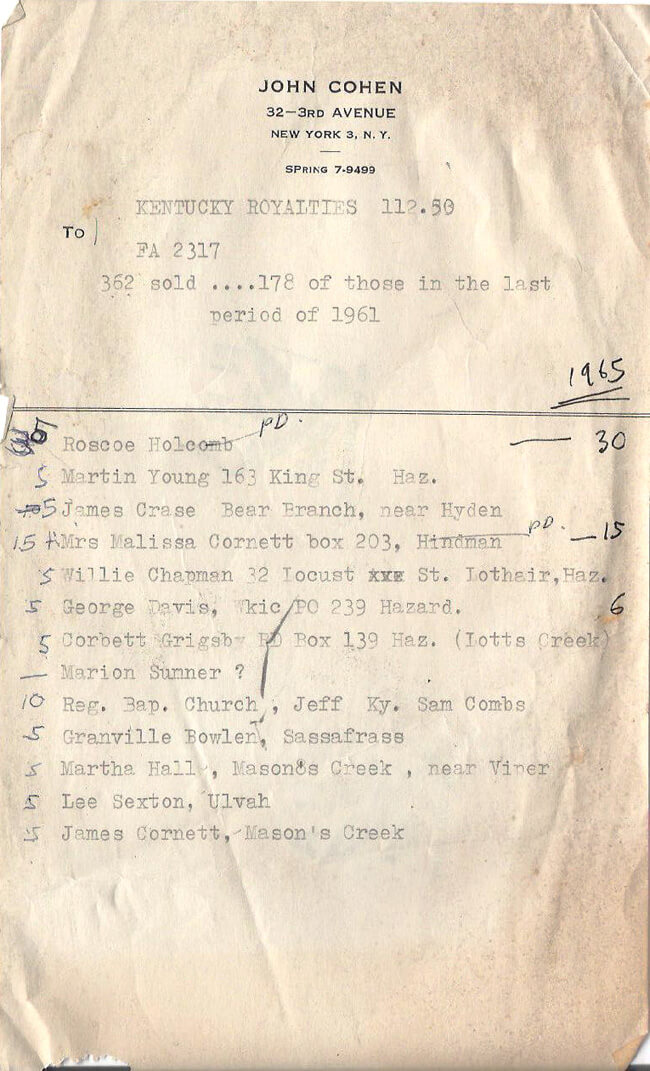 JOHN COHEN
32—3RD AVENUE
NEW YORK 3, N. Y.
SPRING 7-9499
KENTUCKY ROYALTIES 112.50
To
FA 2317
362 sold ....178 of those in the last
period of 1961
1965
Roscoe Holcomb PD. — 30
5 Martin Young 163 King St. Haz.
5 James Crase Bear Branch, near Hyden
15 Mrs Malissa Cornett box 203, Hindman PD. — 15
5 Willie Chapman 32 Locust xxx St. Lothair,Haz.
5 George Davis, Wkic PO 239 Hazard. 6
5 Corbett Grigsby RD Box 139 Haz. (Lotts Creek)
— Marion Sumner ?
10 Reg. Bap. Church , Jeff Ky. Sam Combs
5 Granville Bowlen, Sassafrass
5 Martha Hall , Mason8s Creek , near Viper
5 Lee Sexton, Ulvah
5 James Cornett, Mason's Creek